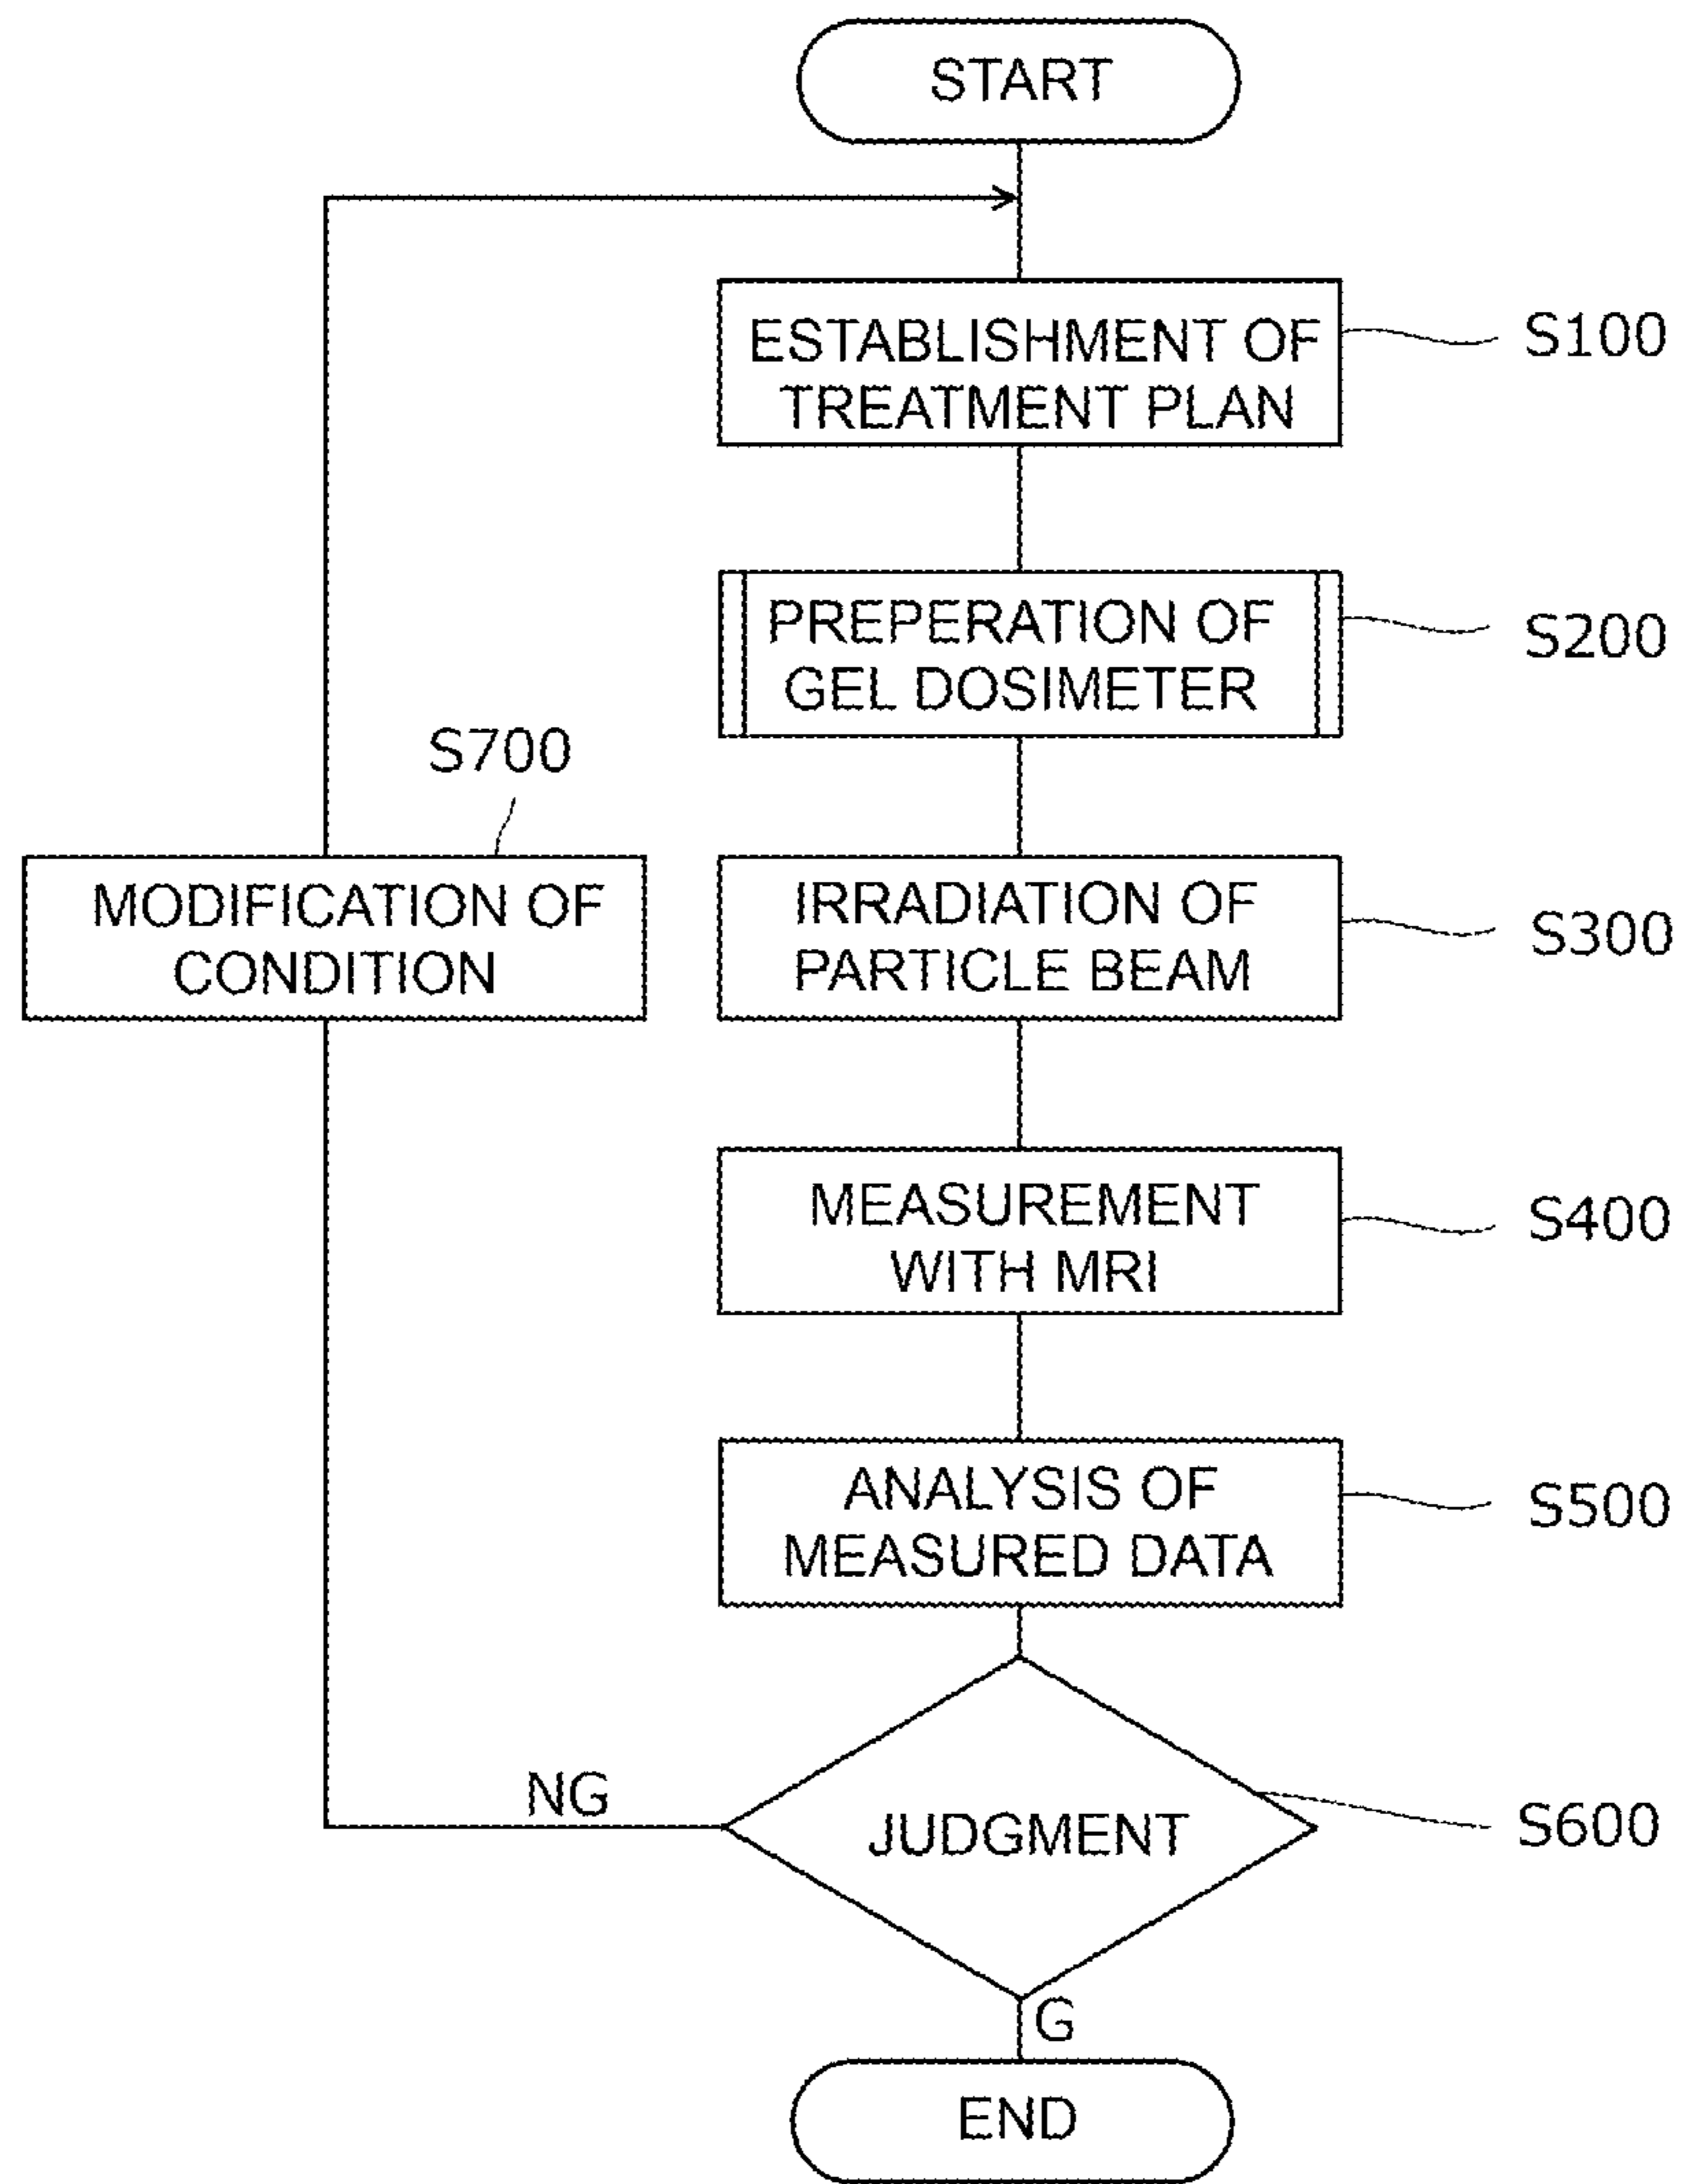 START
ESTABLISHMENT OF
TREATMENT PLAN
S100
PREPERATION OF
GEL DOSIMETER
S200
S700
MODIFICATION OF
CONDITION
IRRADIATION OF
PARTICLE BEAM
S300
MEASUREMENT
WITH MRI
S400
ANALYSIS OF
MEASURED DATA
S500
NG
JUDGMENT
S600
G
END